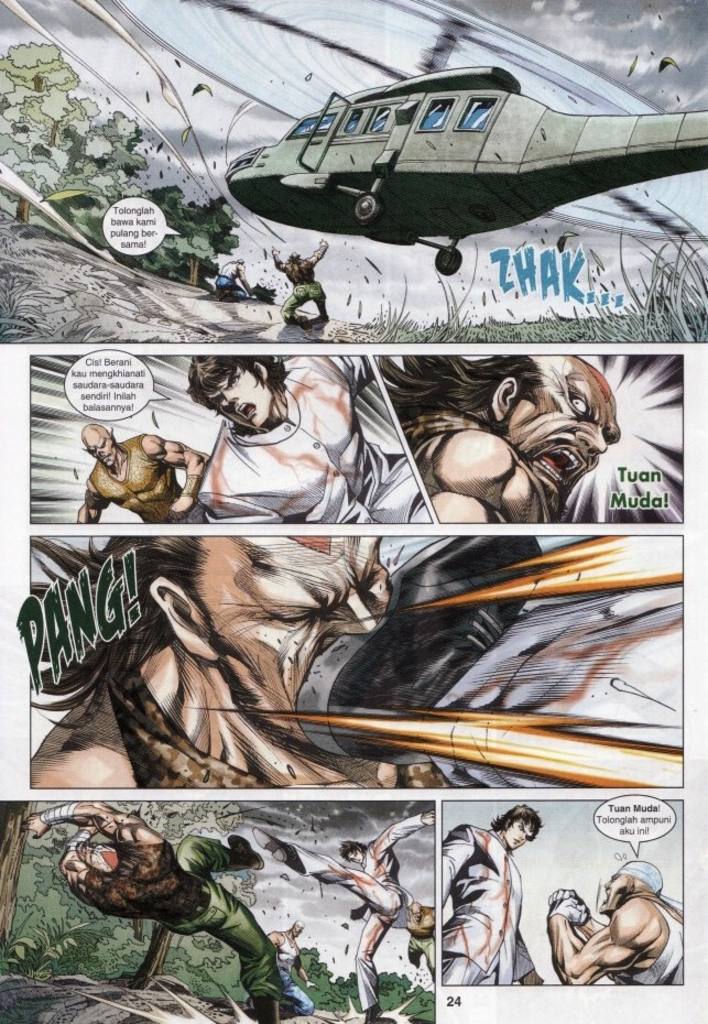 Tolonglah
bawa kami
pulang ber-
sama!
ZHAK...
Cis! Berani
kau mengkhianati
saudara-saudara
sendiri! Inilah
balasannya!
Tuan
Muda!
PANG!
Tuan Muda!
Tolonglah ampuni
aku ini!
24